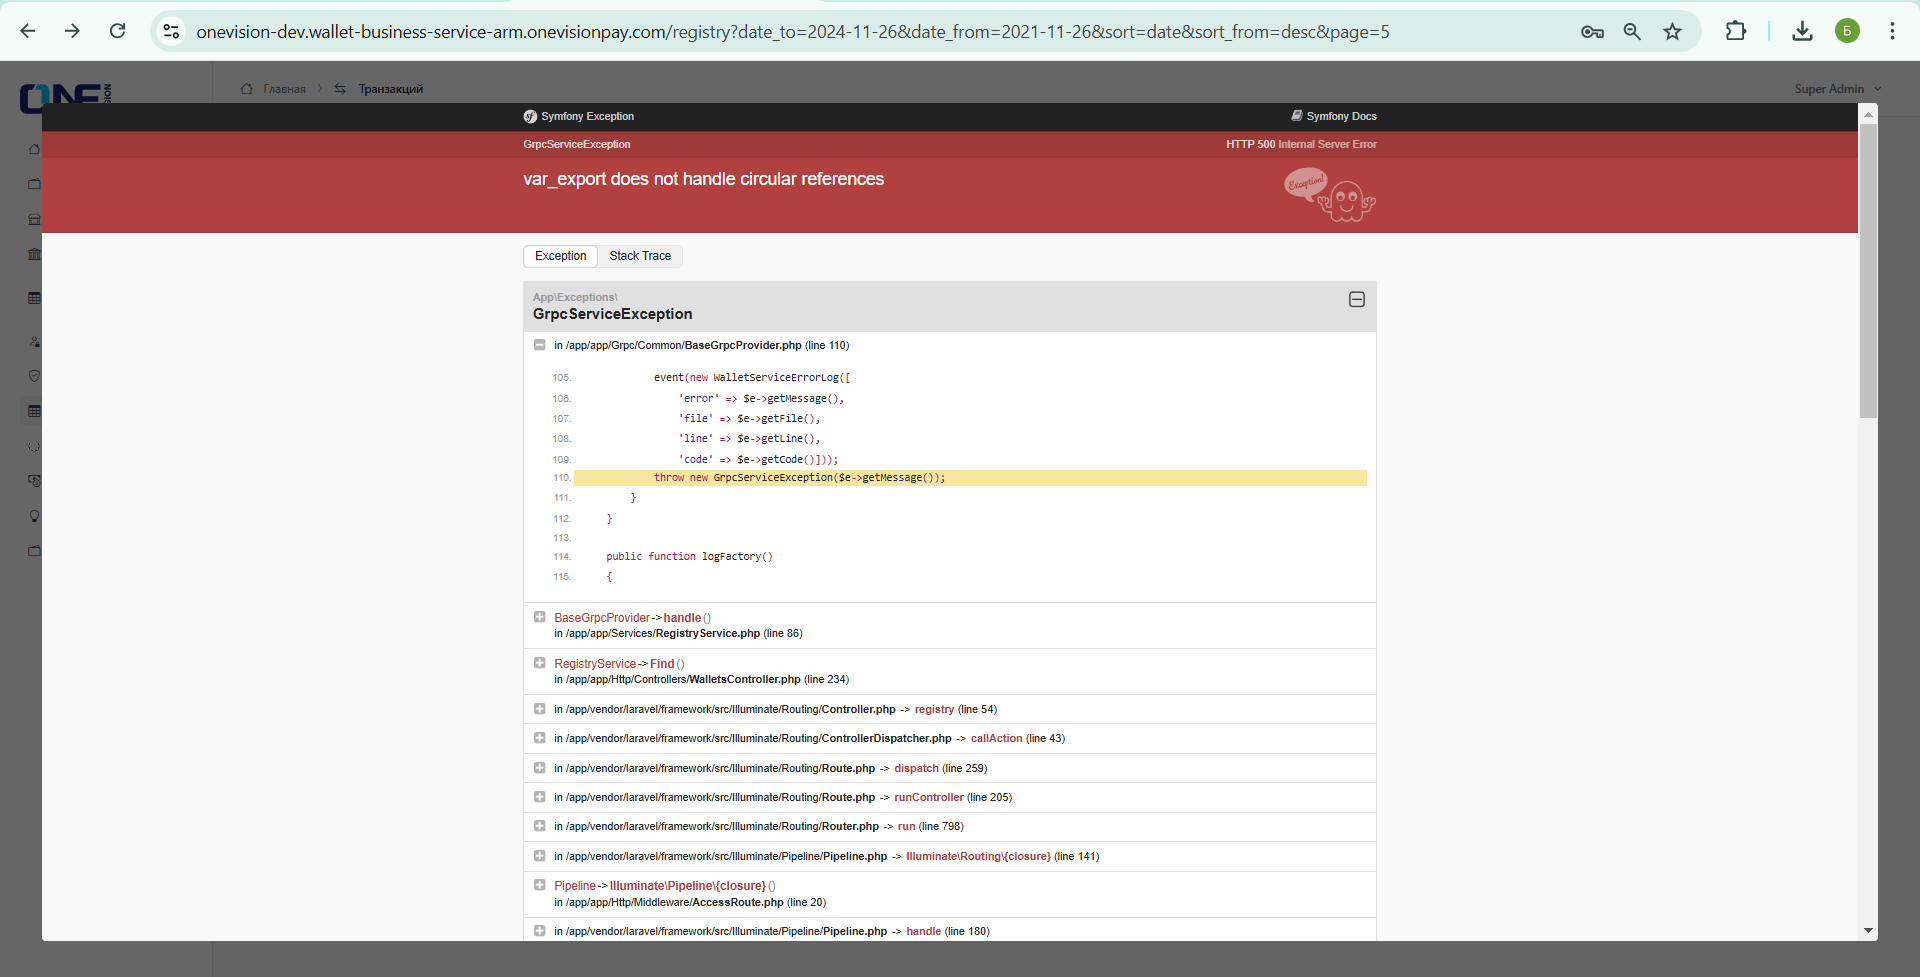 onevision-dev.wallet-business-service-arm.onevisionpay.com/registry?date_to=2024-11-26&date_from=2021-11-26&sort=date&sort_from=desc&page=5
Б
ONE
VISION
Главная
Транзакций
Super Admin
Symfony Exception
Symfony Docs
GrpcServiceException
HTTP 500 Internal Server Error
var_export does not handle circular references
Exception!
Exception
Stack Trace
App\Exceptions\
GrpcServiceException
in /app/app/Grpc/Common/BaseGrpcProvider.php (line 110)
105. event(new WalletServiceErrorLog([
106. 'error' => $e->getMessage(),
107. 'file' => $e->getFile(),
108. 'line' => $e->getLine(),
109. 'code' => $e->getCode()]));
110. throw new GrpcServiceException($e->getMessage());
111. }
112. }
113.
114. public function logFactory()
115. {
BaseGrpcProvider->handle()
in /app/app/Services/RegistryService.php (line 86)
RegistryService->Find()
in /app/app/Http/Controllers/WalletsController.php (line 234)
in /app/vendor/laravel/framework/src/Illuminate/Routing/Controller.php -> registry (line 54)
in /app/vendor/laravel/framework/src/Illuminate/Routing/ControllerDispatcher.php -> callAction (line 43)
in /app/vendor/laravel/framework/src/Illuminate/Routing/Route.php -> dispatch (line 259)
in /app/vendor/laravel/framework/src/Illuminate/Routing/Route.php -> runController (line 205)
in /app/vendor/laravel/framework/src/Illuminate/Routing/Router.php -> run (line 798)
in /app/vendor/laravel/framework/src/Illuminate/Pipeline/Pipeline.php -> Illuminate\Routing\{closure} (line 141)
Pipeline->Illuminate\Pipeline\{closure}()
in /app/app/Http/Middleware/AccessRoute.php (line 20)
in /app/vendor/laravel/framework/src/Illuminate/Pipeline/Pipeline.php -> handle (line 180)